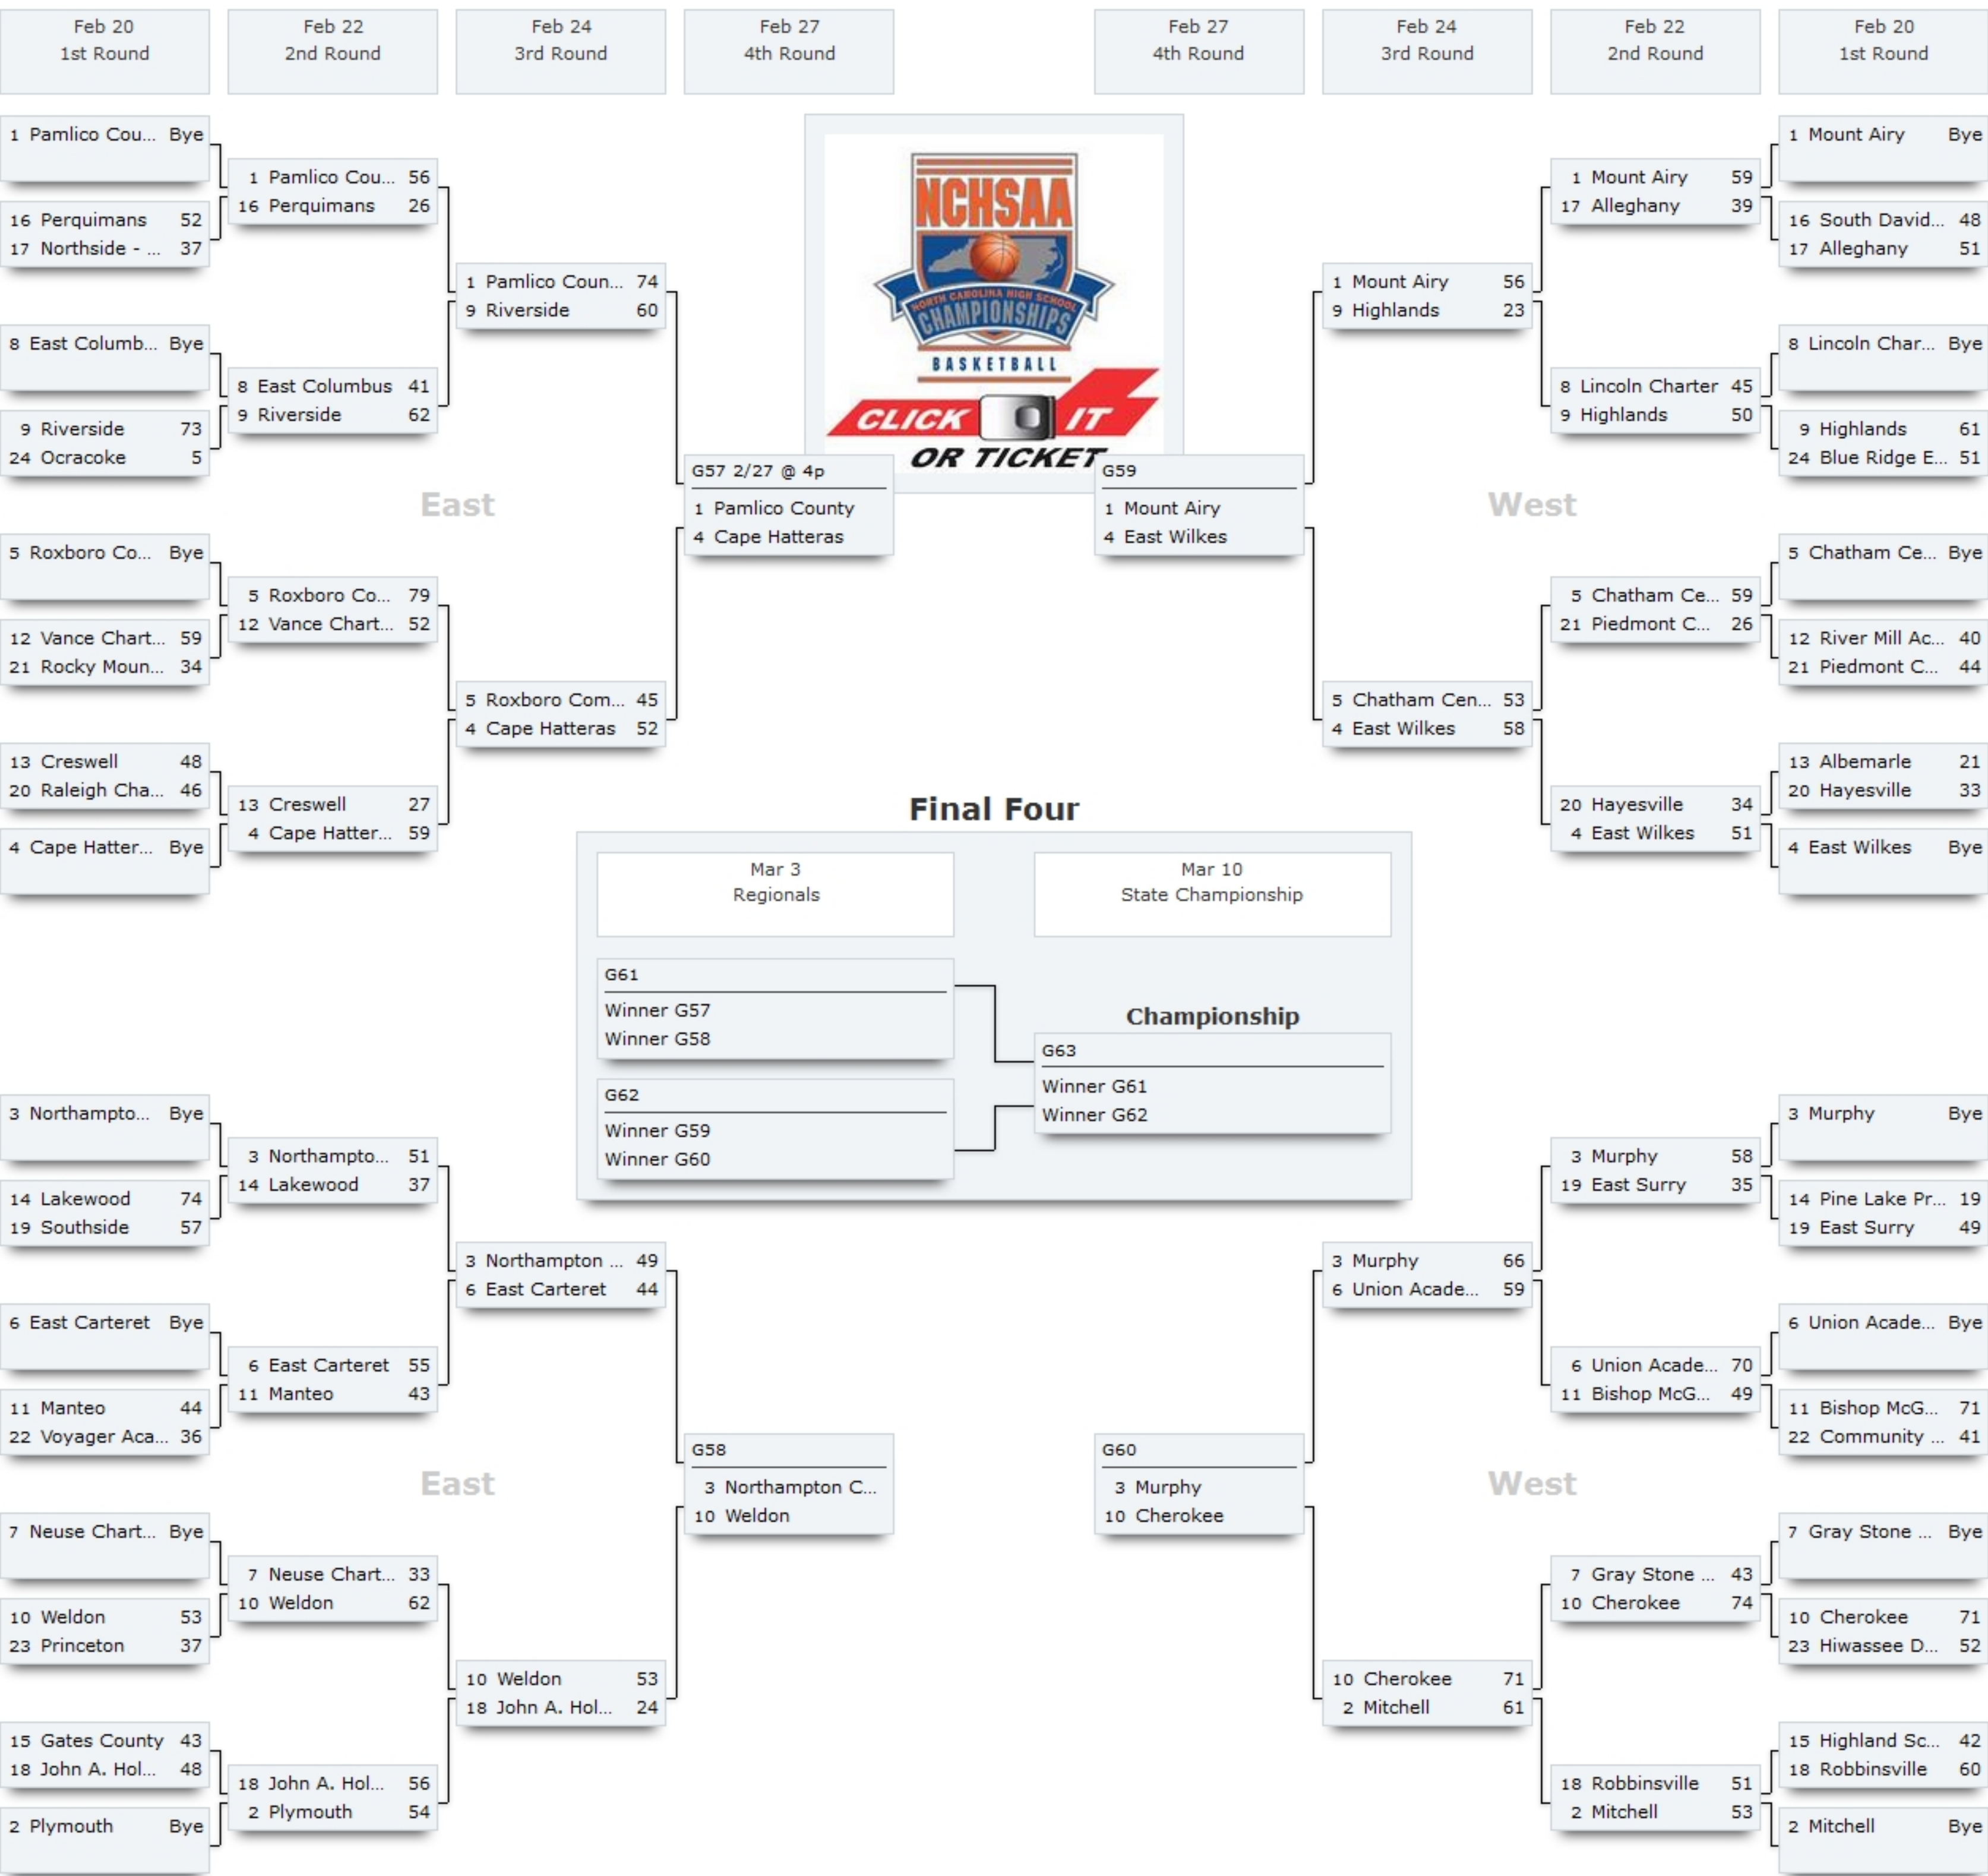 Feb 20
1st Round
Feb 22
2nd Round
Feb 24
3rd Round
Feb 27
4th Round
Feb 27
4th Round
Feb 24
3rd Round
Feb 22
2nd Round
Feb 20
1st Round
1 Pamlico Cou... Bye
16 Perquimans 52
17 Northside - ... 37
8 East Columb... Bye
9 Riverside 73
24 Ocracoke 5
5 Roxboro Co... Bye
12 Vance Chart... 59
21 Rocky Moun... 34
13 Creswell 48
20 Raleigh Cha... 46
4 Cape Hatter... Bye
1 Pamlico Cou... 56
16 Perquimans 26
8 East Columbus 41
9 Riverside 62
5 Roxboro Co... 79
12 Vance Chart... 52
13 Creswell 27
4 Cape Hatter... 59
1 Pamlico Coun... 74
9 Riverside 60
5 Roxboro Com... 45
4 Cape Hatteras 52
East
G57 2/27 @ 4p
1 Pamlico County
4 Cape Hatteras
NCHSAA
NORTH CAROLINA HIGH SCHOOL
CHAMPIONSHIPS
BASKETBALL
CLICK IT
OR TICKET
G59
1 Mount Airy
4 East Wilkes
West
1 Mount Airy 56
9 Highlands 23
5 Chatham Cen... 53
4 East Wilkes 58
1 Mount Airy 59
17 Alleghany 39
8 Lincoln Charter 45
9 Highlands 50
5 Chatham Ce... 59
21 Piedmont C... 26
20 Hayesville 34
4 East Wilkes 51
1 Mount Airy Bye
16 South David... 48
17 Alleghany 51
8 Lincoln Char... Bye
9 Highlands 61
24 Blue Ridge E... 51
5 Chatham Ce... Bye
12 River Mill Ac... 40
21 Piedmont C... 44
13 Albemarle 21
20 Hayesville 33
4 East Wilkes Bye
Final Four
Mar 3
Regionals
Mar 10
State Championship
G61
Winner G57
Winner G58
G62
Winner G59
Winner G60
Championship
G63
Winner G61
Winner G62
3 Northampto... Bye
14 Lakewood 74
19 Southside 57
6 East Carteret Bye
11 Manteo 44
22 Voyager Aca... 36
7 Neuse Chart... Bye
10 Weldon 53
23 Princeton 37
15 Gates County 43
18 John A. Hol... 48
2 Plymouth Bye
3 Northampto... 51
14 Lakewood 37
6 East Carteret 55
11 Manteo 43
7 Neuse Chart... 33
10 Weldon 62
18 John A. Hol... 56
2 Plymouth 54
3 Northampton ... 49
6 East Carteret 44
10 Weldon 53
18 John A. Hol... 24
East
G58
3 Northampton C...
10 Weldon
G60
3 Murphy
10 Cherokee
West
3 Murphy 66
6 Union Acade... 59
10 Cherokee 71
2 Mitchell 61
3 Murphy 58
19 East Surry 35
6 Union Acade... 70
11 Bishop McG... 49
7 Gray Stone ... 43
10 Cherokee 74
18 Robbinsville 51
2 Mitchell 53
3 Murphy Bye
14 Pine Lake Pr... 19
19 East Surry 49
6 Union Acade... Bye
11 Bishop McG... 71
22 Community ... 41
7 Gray Stone ... Bye
10 Cherokee 71
23 Hiwassee D... 52
15 Highland Sc... 42
18 Robbinsville 60
2 Mitchell Bye